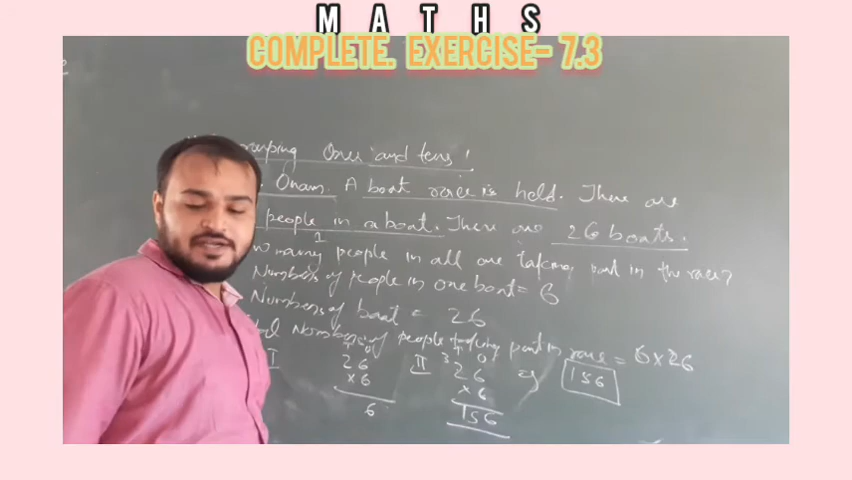 MATHS
COMPLETE. EXERCISE- 7.3
Ones and tens!
Onam. A boat race is held. There are
people in a boat. There are 26 boats.
many people in all are taking part in the race?
1
Numbers of people in one boat = 6
Numbers of boat = 26
Numbers of people taking part in race = 6 x 26
I
26
x 6
6
II
3
T O
26
x 6
156
156